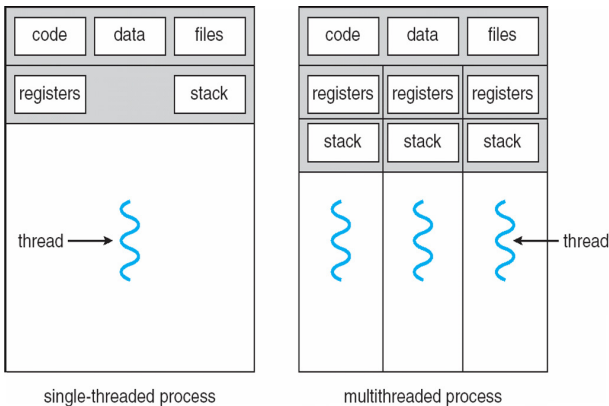 code data files
registers stack
thread
single-threaded process
code data files
registers registers registers
stack stack stack
thread
multithreaded process